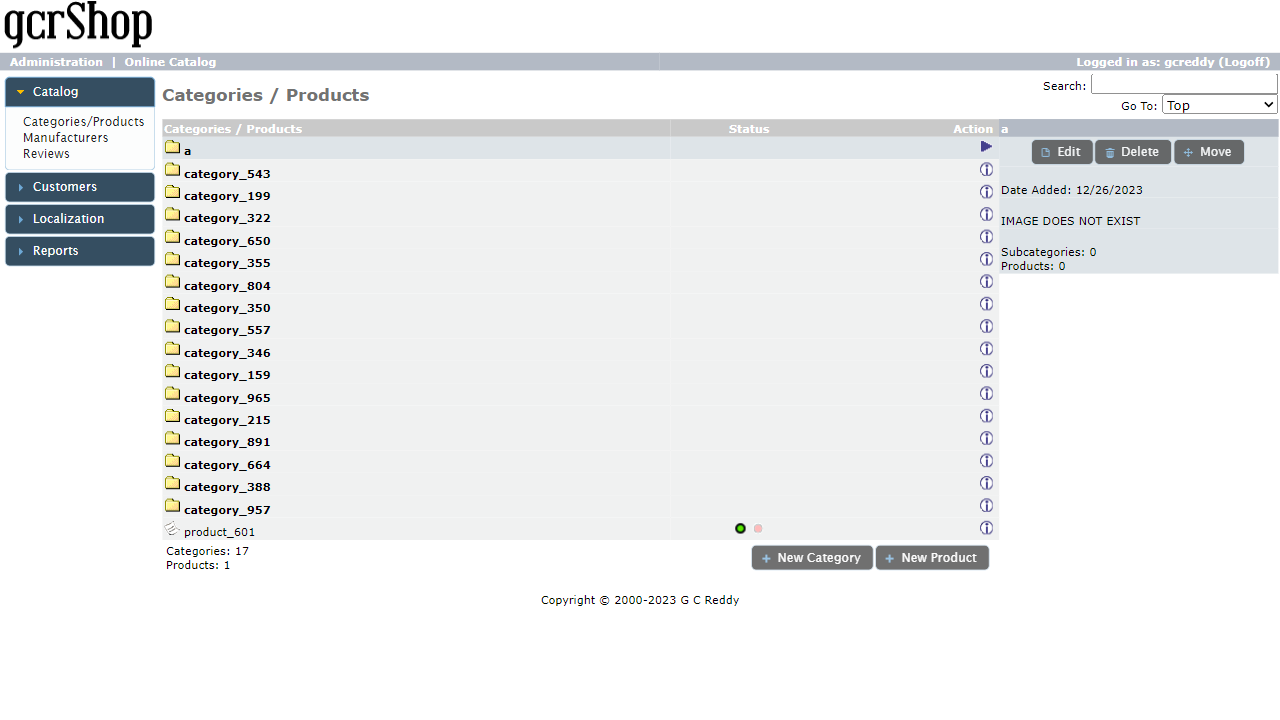 gcrShop
Administration | Online Catalog
Logged in as: gcreddy (Logoff)
Catalog
Categories/Products
Manufacturers
Reviews
Customers
Localization
Reports
Categories / Products
Search:
Go To: Top
Categories / Products Status Action
a
category_543
category_199
category_322
category_650
category_355
category_804
category_350
category_557
category_346
category_159
category_965
category_215
category_891
category_664
category_388
category_957
product_601
Categories: 17
Products: 1
New Category
New Product
a
Edit
Delete
Move
Date Added: 12/26/2023
IMAGE DOES NOT EXIST
Subcategories: 0
Products: 0
Copyright © 2000-2023 G C Reddy